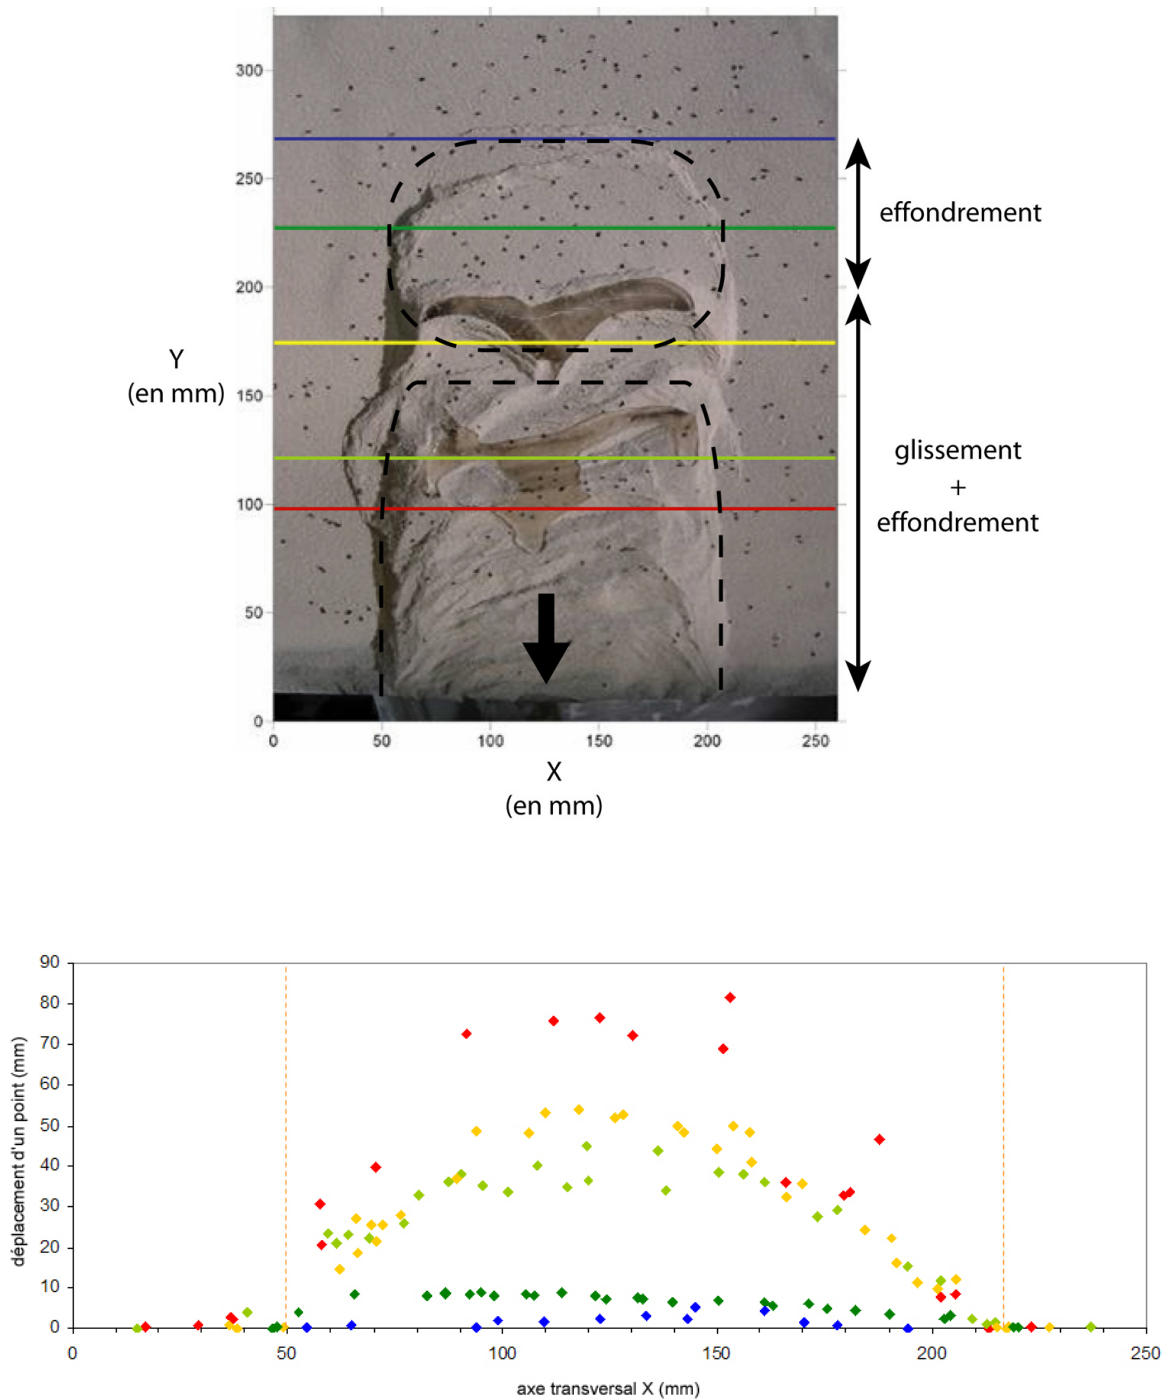 300
250
effondrement
200
Y
(en mm)
150
glissement
+
effondrement
100
50
0
0 50 100 150 200 250
X
(en mm)
90
80
70
60
50
40
30
20
10
0
déplacement d'un point (mm)
0 50 100 150 200 250
axe transversal X (mm)